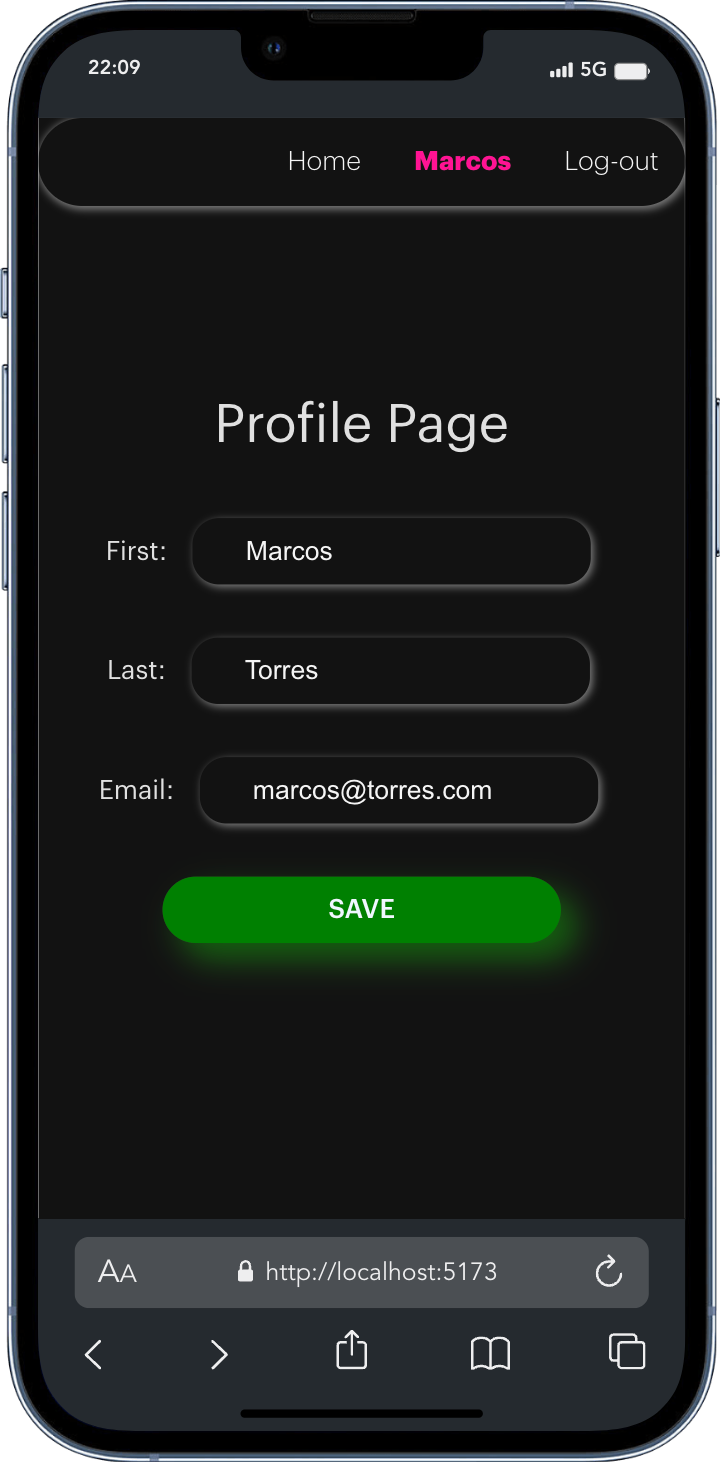 22:09 5G
Home Marcos Log-out
Profile Page
First: Marcos
Last: Torres
Email: marcos@torres.com
SAVE
AA http://localhost:5173